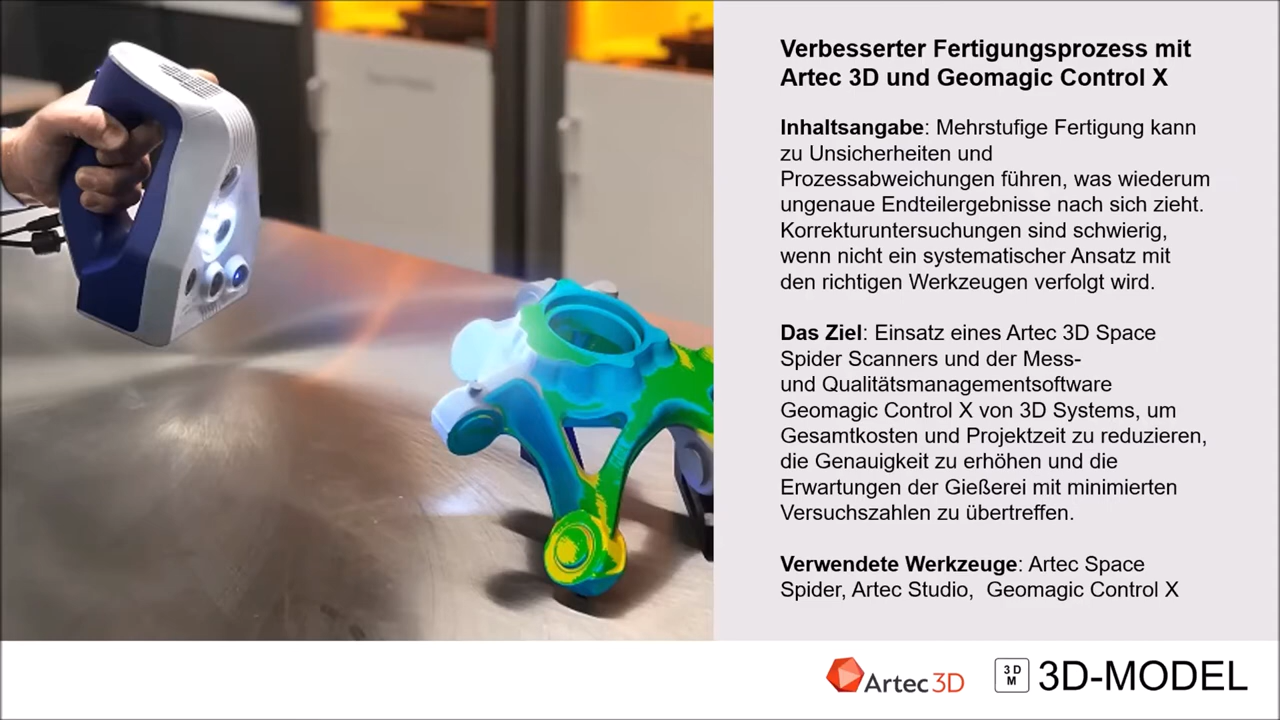 Verbesserter Fertigungsprozess mit
Artec 3D und Geomagic Control X
Inhaltsangabe: Mehrstufige Fertigung kann
zu Unsicherheiten und
Prozessabweichungen führen, was wiederum
ungenaue Endteilergebnisse nach sich zieht.
Korrekturuntersuchungen sind schwierig,
wenn nicht ein systematischer Ansatz mit
den richtigen Werkzeugen verfolgt wird.
Das Ziel: Einsatz eines Artec 3D Space
Spider Scanners und der Mess-
und Qualitätsmanagementsoftware
Geomagic Control X von 3D Systems, um
Gesamtkosten und Projektzeit zu reduzieren,
die Genauigkeit zu erhöhen und die
Erwartungen der Gießerei mit minimierten
Versuchszahlen zu übertreffen.
Verwendete Werkzeuge: Artec Space
Spider, Artec Studio,  Geomagic Control X
Artec 3D
3 D
M
3D-MODEL